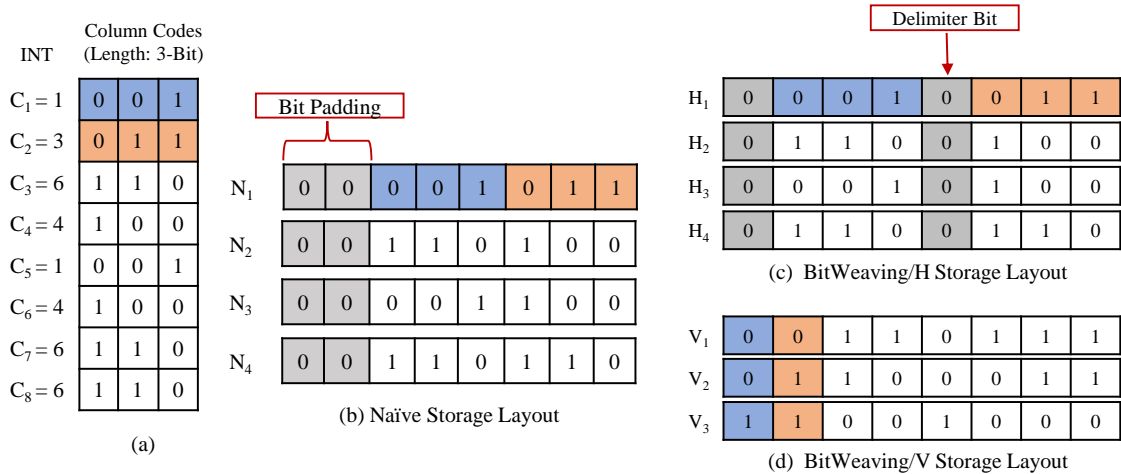 INT
Column Codes
(Length: 3-Bit)
C1 = 1 0 0 1
C2 = 3 0 1 1
C3 = 6 1 1 0
C4 = 4 1 0 0
C5 = 1 0 0 1
C6 = 4 1 0 0
C7 = 6 1 1 0
C8 = 6 1 1 0
(a)
Bit Padding
N1 0 0 0 0 1 0 1 1
N2 0 0 1 1 0 1 0 0
N3 0 0 0 0 1 1 0 0
N4 0 0 1 1 0 1 1 0
(b) Naïve Storage Layout
Delimiter Bit
H1 0 0 0 1 0 0 1 1
H2 0 1 1 0 0 1 0 0
H3 0 0 0 1 0 1 0 0
H4 0 1 1 0 0 1 1 0
(c) BitWeaving/H Storage Layout
V1 0 0 1 1 0 1 1 1
V2 0 1 1 0 0 0 1 1
V3 1 1 0 0 1 0 0 0
(d) BitWeaving/V Storage Layout